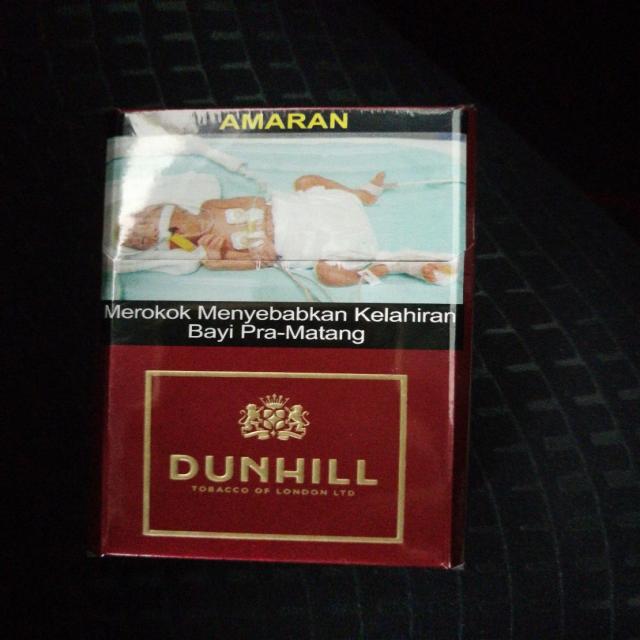 AMARAN
Merokok Menyebabkan Kelahiran
Bayi Pra-Matang
DUNHILL
TOBACCO OF LONDON LTD